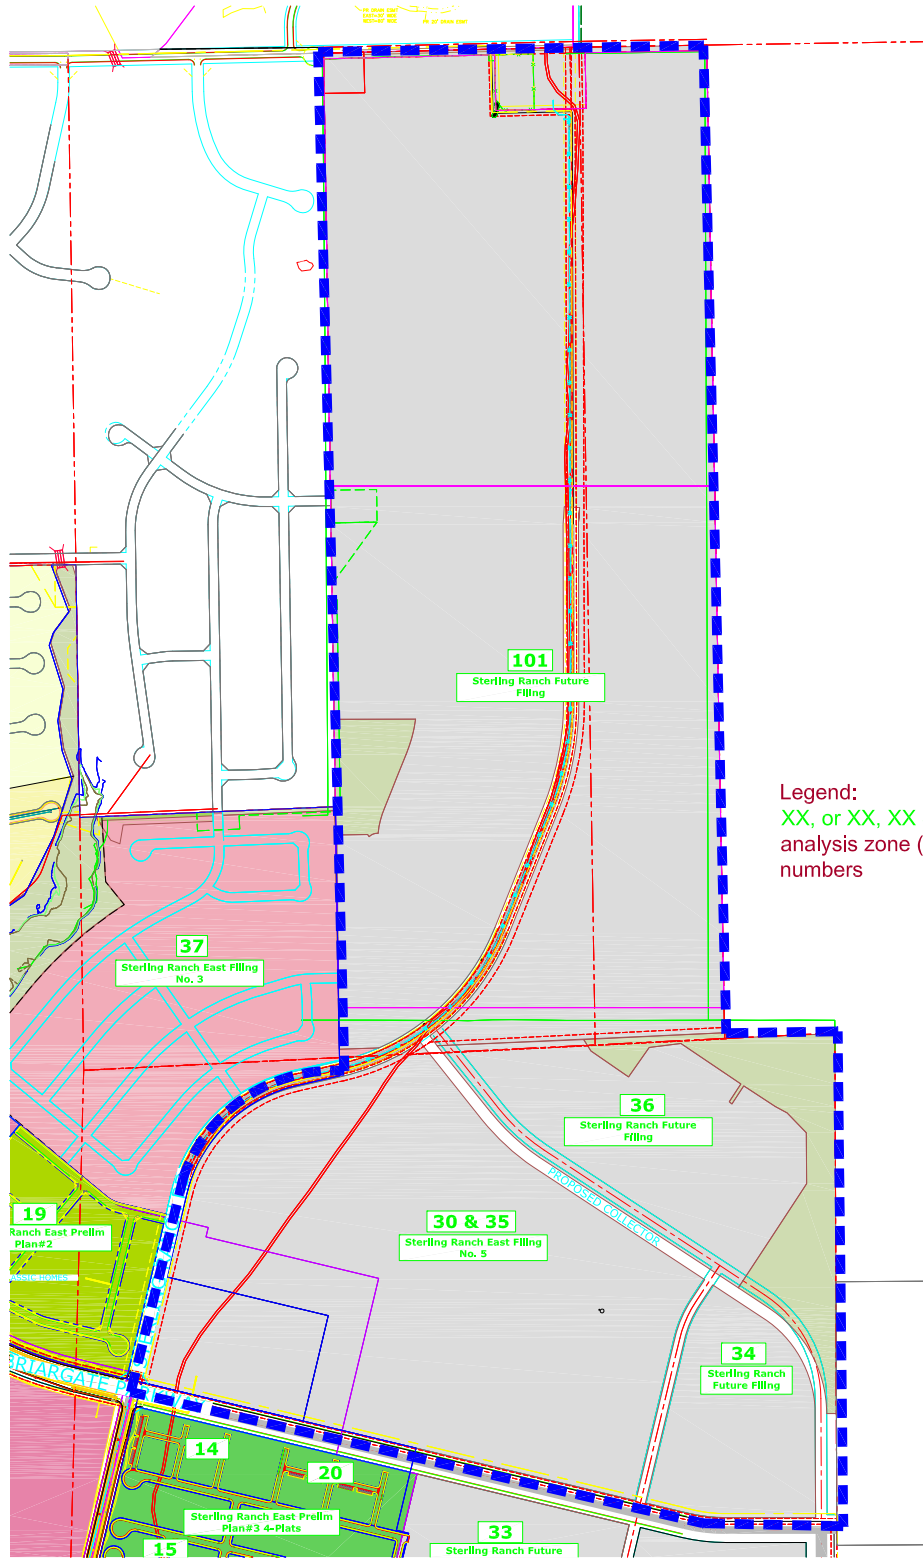 101
Sterling Ranch Future
Filing
Legend:
XX, or XX, XX
analysis zone (
numbers
37
Sterling Ranch East Filing
No. 3
36
Sterling Ranch Future
Filing
PROPOSED COLLECTOR
19
Ranch East Prelim
Plan#2
30 & 35
Sterling Ranch East Filing
No. 5
ASSIC HOMES
34
Sterling Ranch
Future Filing
BRIARGATE
14
20
Sterling Ranch East Prelim
Plan#3 4-Plats
33
Sterling Ranch Future
15